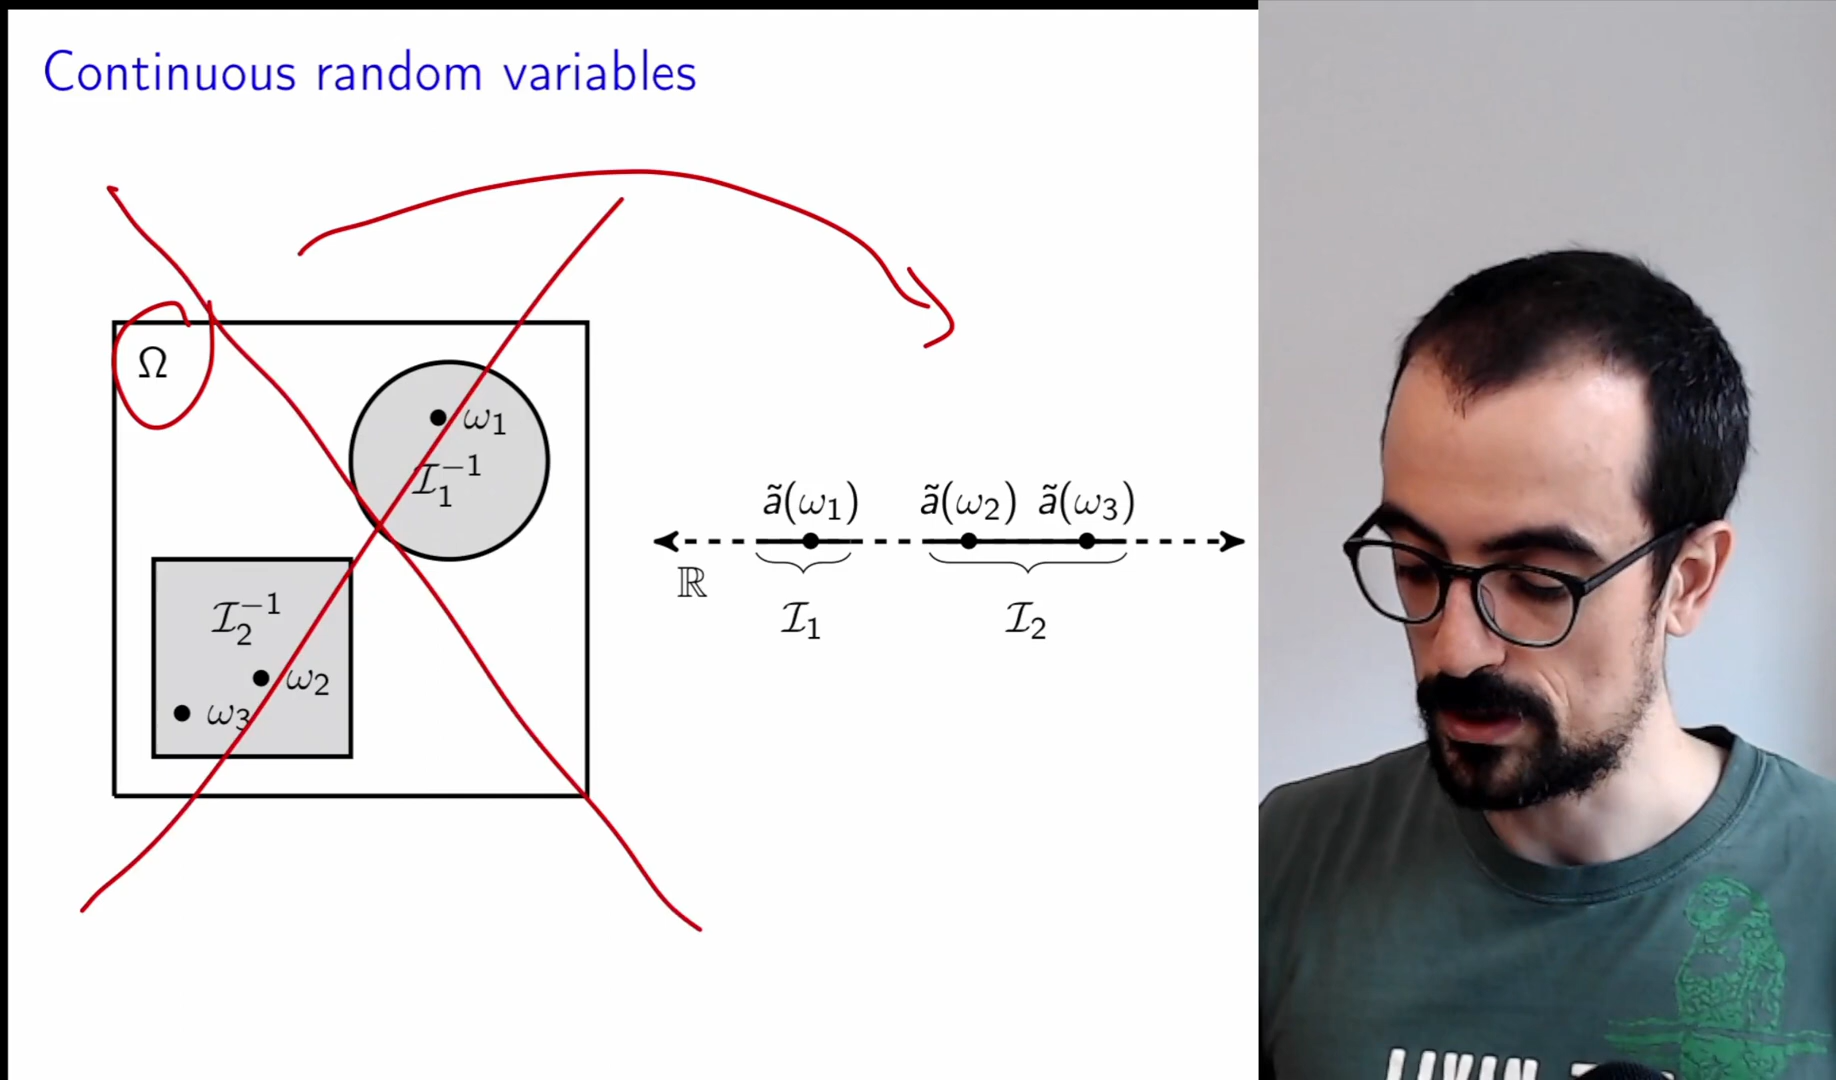 Continuous random variables
Ω
ω₁
ℐ₁⁻¹
ℐ₂⁻¹
ω₂
ω₃
ã(ω₁) ã(ω₂) ã(ω₃)
ℝ
ℐ₁ ℐ₂